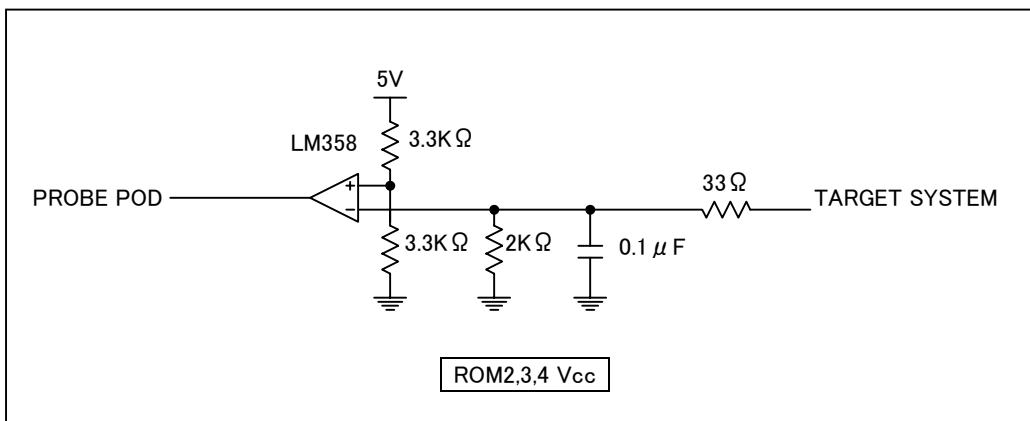 5V
LM358
3.3KΩ
33Ω
PROBE POD
+
−
TARGET SYSTEM
3.3KΩ
2KΩ
0.1μF
ROM2,3,4 Vcc